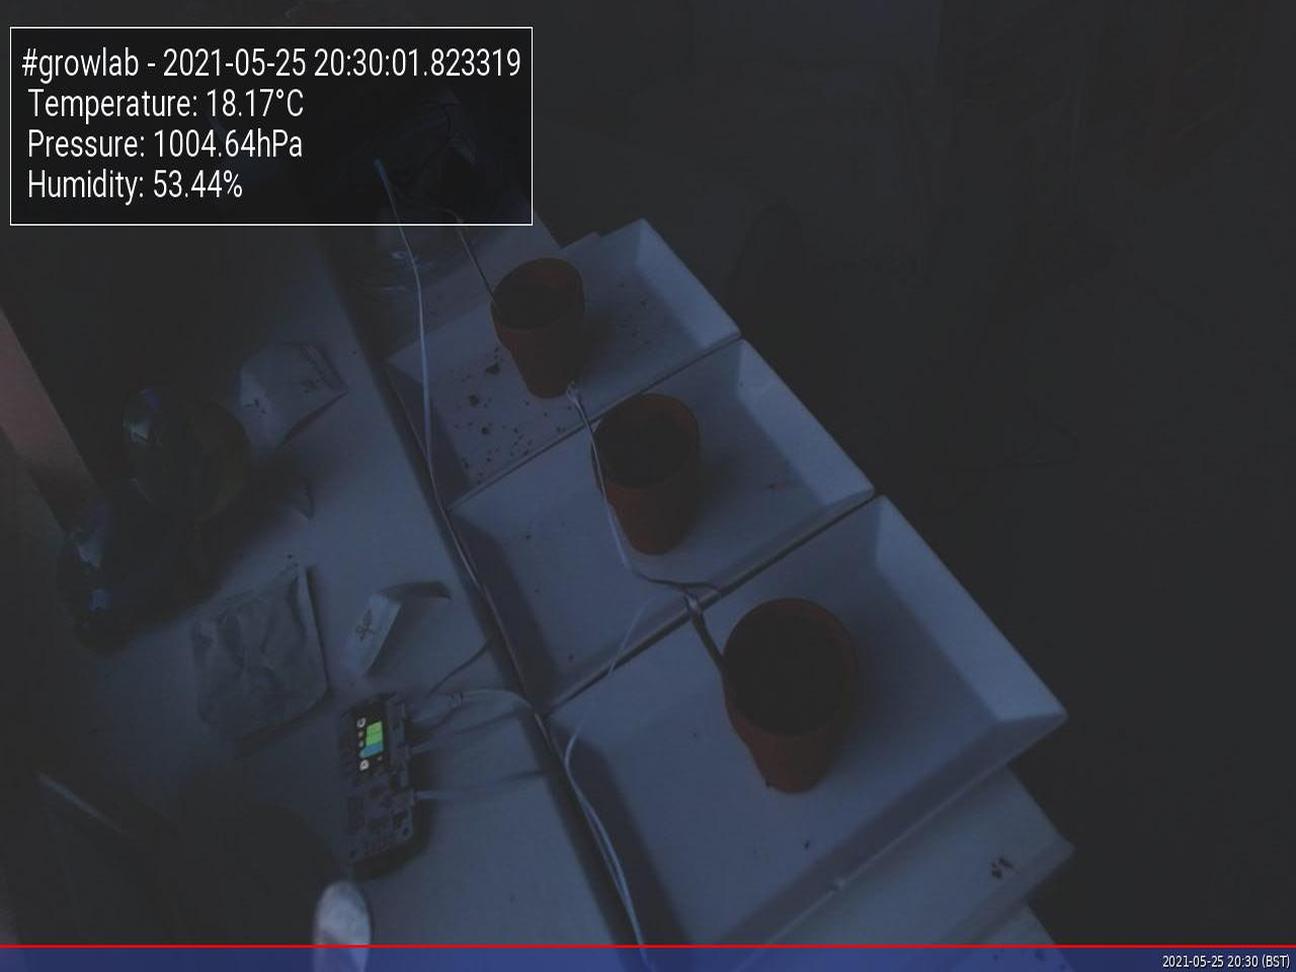 #growlab - 2021-05-25 20:30:01.823319
Temperature: 18.17°C
Pressure: 1004.64hPa
Humidity: 53.44%
2021-05-25 20:30 (BST)